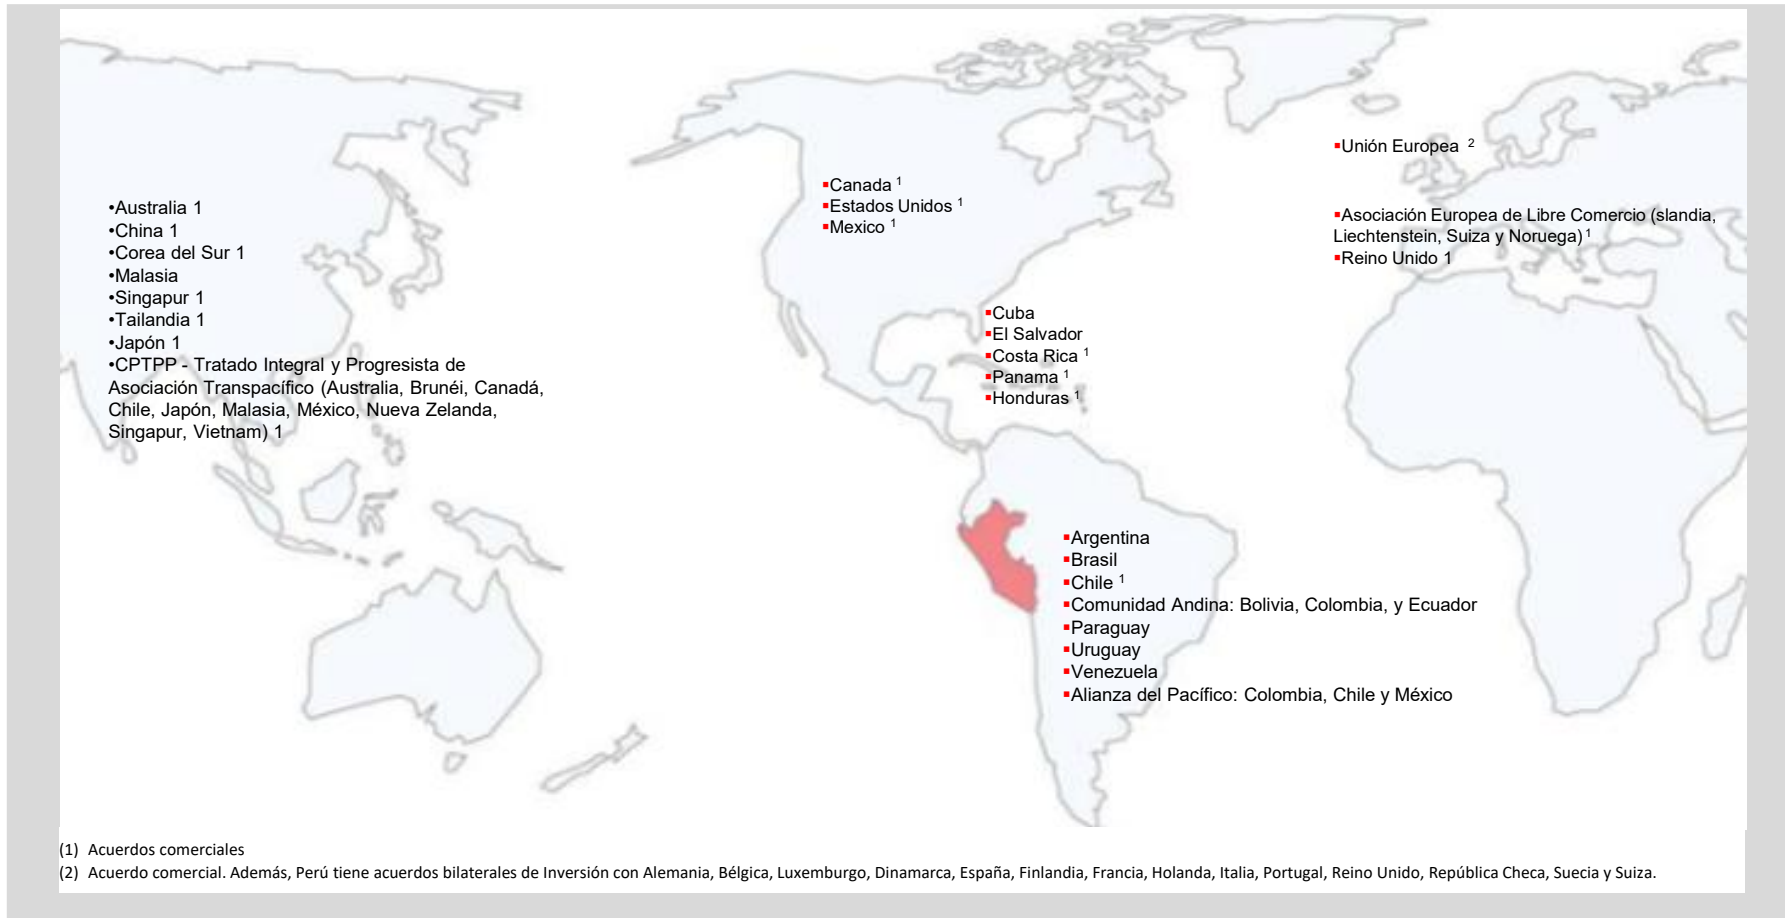 •Australia 1
•China 1
•Corea del Sur 1
•Malasia
•Singapur 1
•Tailandia 1
•Japón 1
•CPTPP - Tratado Integral y Progresista de
Asociación Transpacífico (Australia, Brunéi, Canadá,
Chile, Japón, Malasia, México, Nueva Zelanda,
Singapur, Vietnam) 1
▪Canada ¹
▪Estados Unidos ¹
▪Mexico ¹
▪Unión Europea ²
▪Asociación Europea de Libre Comercio (slandia,
Liechtenstein, Suiza y Noruega) ¹
▪Reino Unido 1
▪Cuba
▪El Salvador
▪Costa Rica ¹
▪Panama ¹
▪Honduras ¹
▪Argentina
▪Brasil
▪Chile ¹
▪Comunidad Andina: Bolivia, Colombia, y Ecuador
▪Paraguay
▪Uruguay
▪Venezuela
▪Alianza del Pacífico: Colombia, Chile y México
(1) Acuerdos comerciales
(2) Acuerdo comercial. Además, Perú tiene acuerdos bilaterales de Inversión con Alemania, Bélgica, Luxemburgo, Dinamarca, España, Finlandia, Francia, Holanda, Italia, Portugal, Reino Unido, República Checa, Suecia y Suiza.